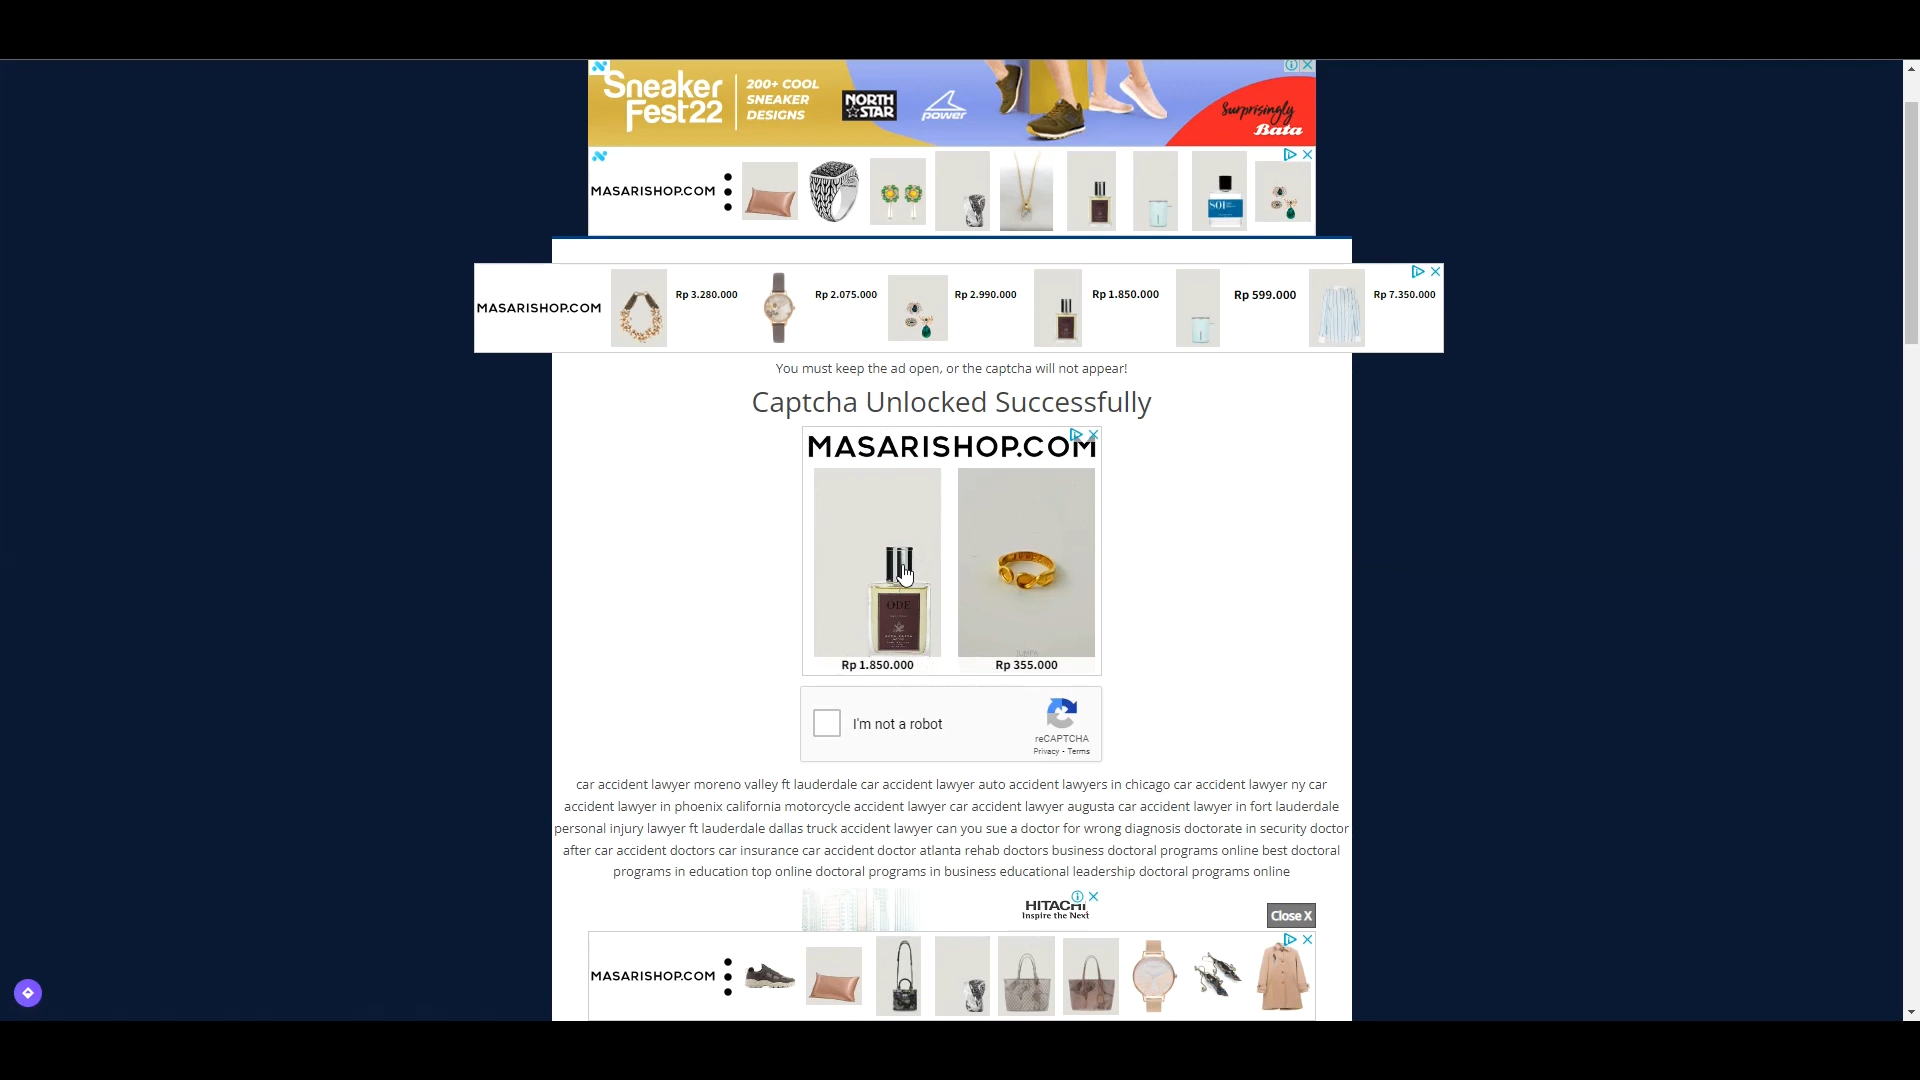 Sneaker
Fest22
200+ COOL
SNEAKER
DESIGNS
NORTH
STAR
power
Surprisingly
Bata
MASARISHOP.COM
SOI
MASARISHOP.COM
Rp 3.280.000
Rp 2.075.000
Rp 2.990.000
Rp 1.850.000
Rp 599.000
Rp 7.350.000
You must keep the ad open, or the captcha will not appear!
Captcha Unlocked Successfully
MASARISHOP.COM
ODE
Rp 1.850.000
Rp 355.000
I'm not a robot
reCAPTCHA
Privacy - Terms
car accident lawyer moreno valley ft lauderdale car accident lawyer auto accident lawyers in chicago car accident lawyer ny car
accident lawyer in phoenix california motorcycle accident lawyer car accident lawyer augusta car accident lawyer in fort lauderdale
personal injury lawyer ft lauderdale dallas truck accident lawyer can you sue a doctor for wrong diagnosis doctorate in security doctor
after car accident doctors car insurance car accident doctor atlanta rehab doctors business doctoral programs online best doctoral
programs in education top online doctoral programs in business educational leadership doctoral programs online
HITACHI
Inspire the Next
Close X
MASARISHOP.COM